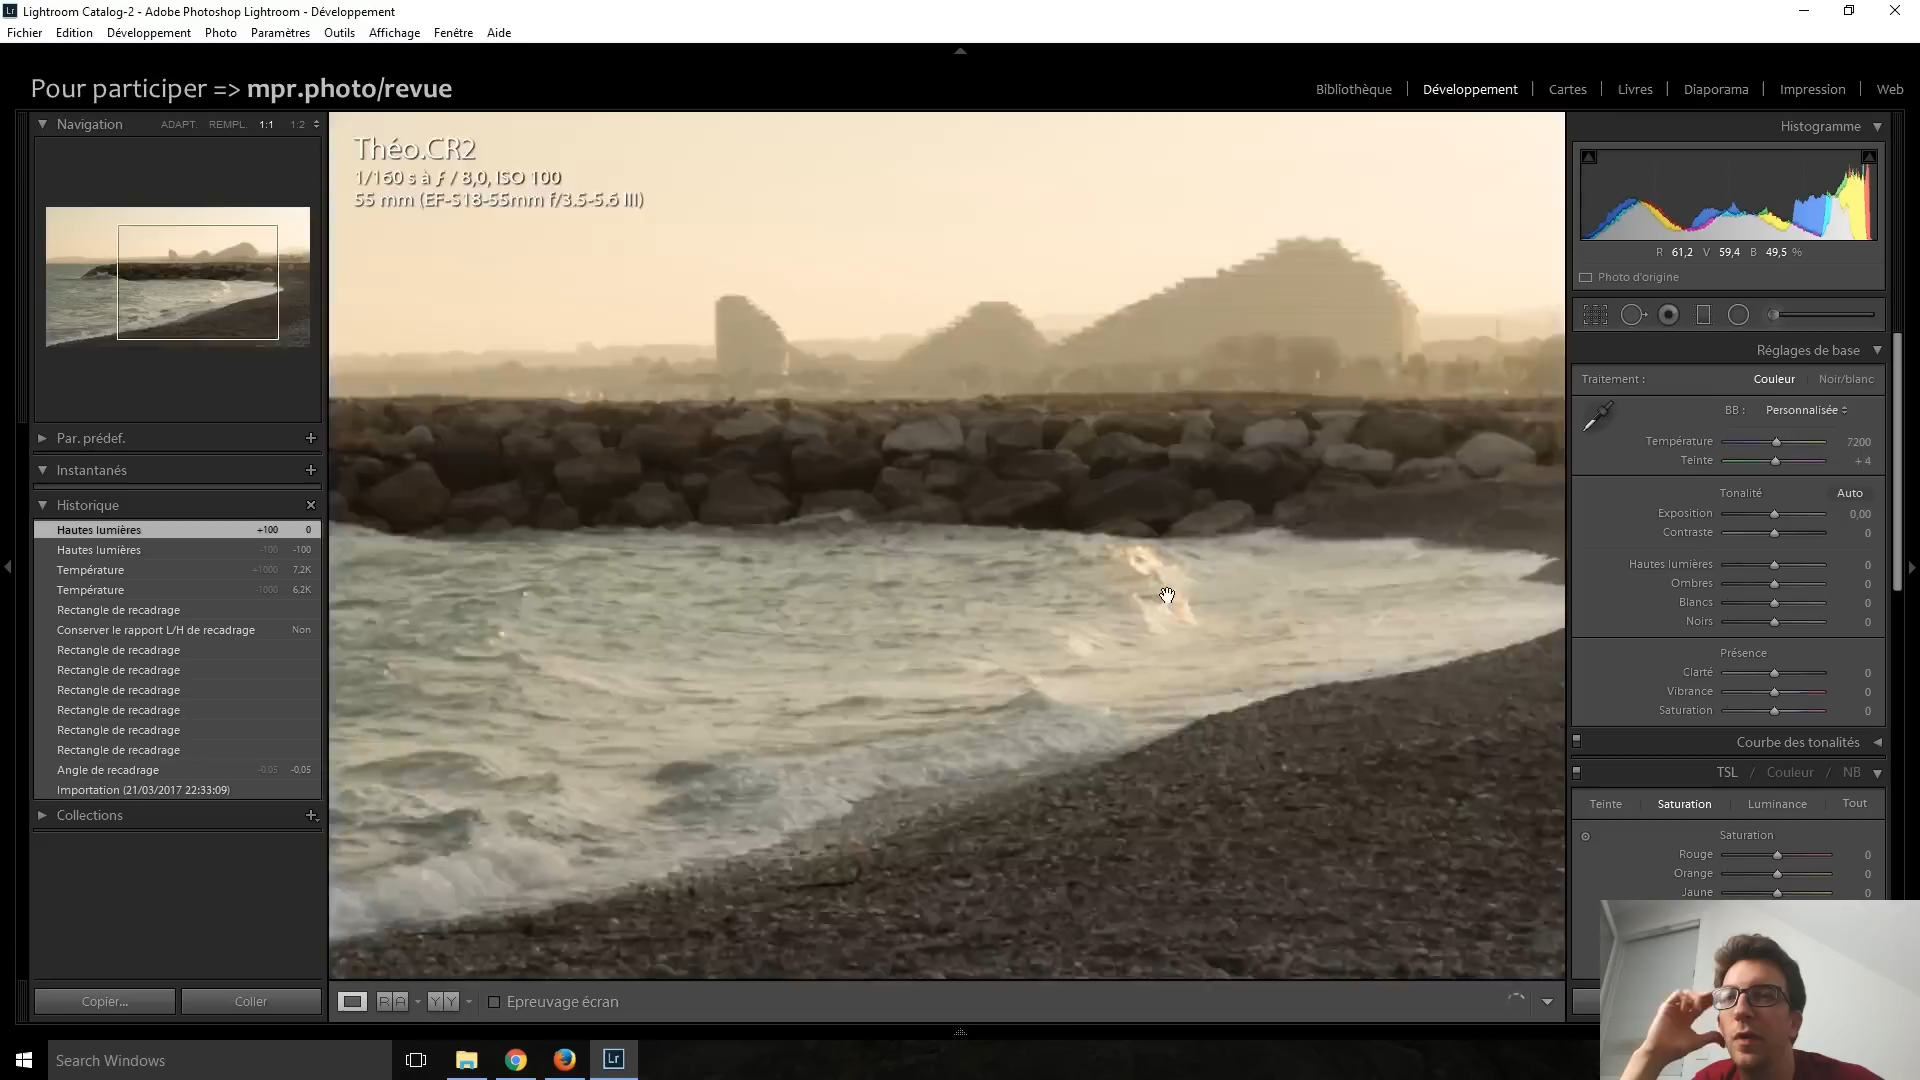 Lightroom Catalog-2 - Adobe Photoshop Lightroom - Développement
Fichier Edition Développement Photo Paramètres Outils Affichage Fenêtre Aide
Pour participer => mpr.photo/revue
Bibliothèque | Développement | Cartes | Livres | Diaporama | Impression | Web
Navigation ADAPT. REMPL. 1:1 1:2
Théo.CR2
1/160 s à ƒ / 8,0, ISO 100
55 mm (EF-S18-55mm f/3.5-5.6 III)
Par. prédef.
Instantanés
Historique
Hautes lumières +100 0
Hautes lumières -100 -100
Température +1000 7,2K
Température -1000 6,2K
Rectangle de recadrage
Conserver le rapport L/H de recadrage Non
Rectangle de recadrage
Rectangle de recadrage
Rectangle de recadrage
Rectangle de recadrage
Rectangle de recadrage
Rectangle de recadrage
Angle de recadrage -0,05 -0,05
Importation (21/03/2017 22:33:09)
Collections
Copier... Coller
R A Y Y Epreuvage écran
Histogramme
R 61,2 V 59,4 B 49,5 %
Photo d'origine
Réglages de base
Traitement : Couleur Noir/blanc
BB : Personnalisée
Température 7200
Teinte + 4
Tonalité Auto
Exposition 0,00
Contraste 0
Hautes lumières 0
Ombres 0
Blancs 0
Noirs 0
Présence
Clarté 0
Vibrance 0
Saturation 0
Courbe des tonalités
TSL / Couleur / NB
Teinte Saturation Luminance Tout
Saturation
Rouge 0
Orange 0
Jaune 0
Search Windows
Lr